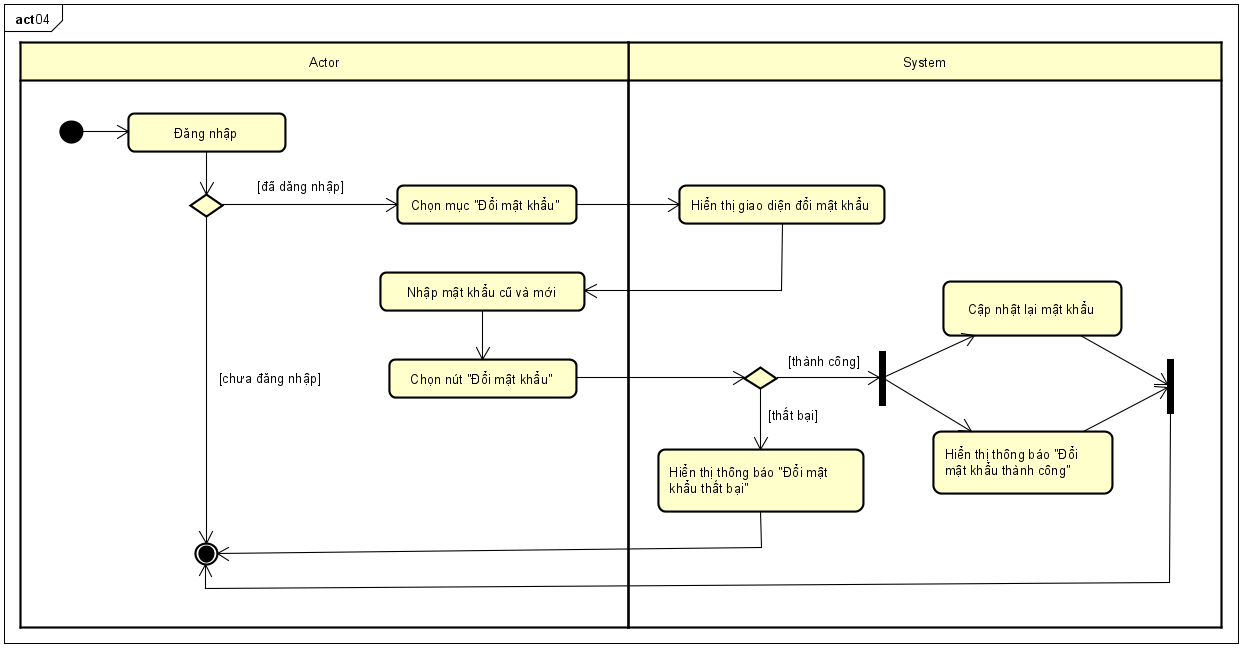 act04
Actor
System
Đăng nhập
[đã dăng nhập]
Chọn mục "Đổi mật khẩu"
Hiển thị giao diện đổi mật khẩu
Nhập mật khẩu cũ và mới
Cập nhật lại mật khẩu
[chưa đăng nhập]
Chọn nút "Đổi mật khẩu"
[thành công]
[thất bại]
Hiển thị thông báo "Đổi mật
khẩu thất bại"
Hiển thị thông báo "Đổi
mật khẩu thành công"